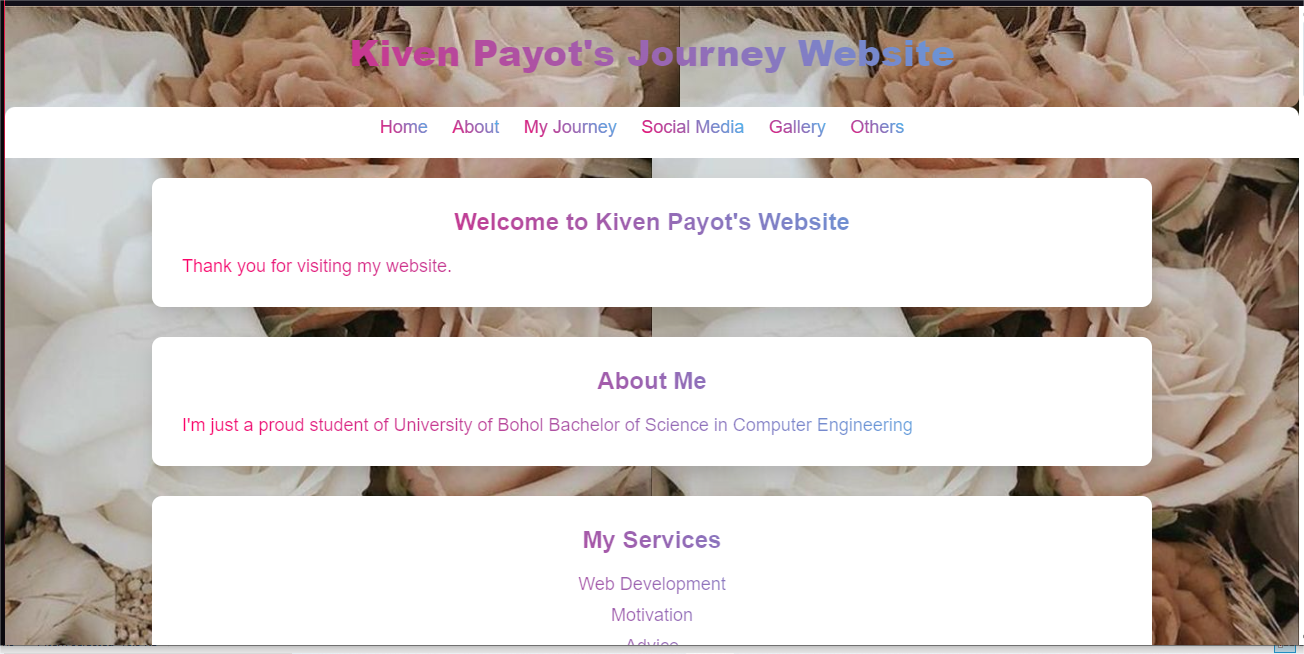 Kiven Payot's Journey Website
Home About My Journey Social Media Gallery Others
Welcome to Kiven Payot's Website
Thank you for visiting my website.
About Me
I'm just a proud student of University of Bohol Bachelor of Science in Computer Engineering
My Services
Web Development
Motivation
Advice